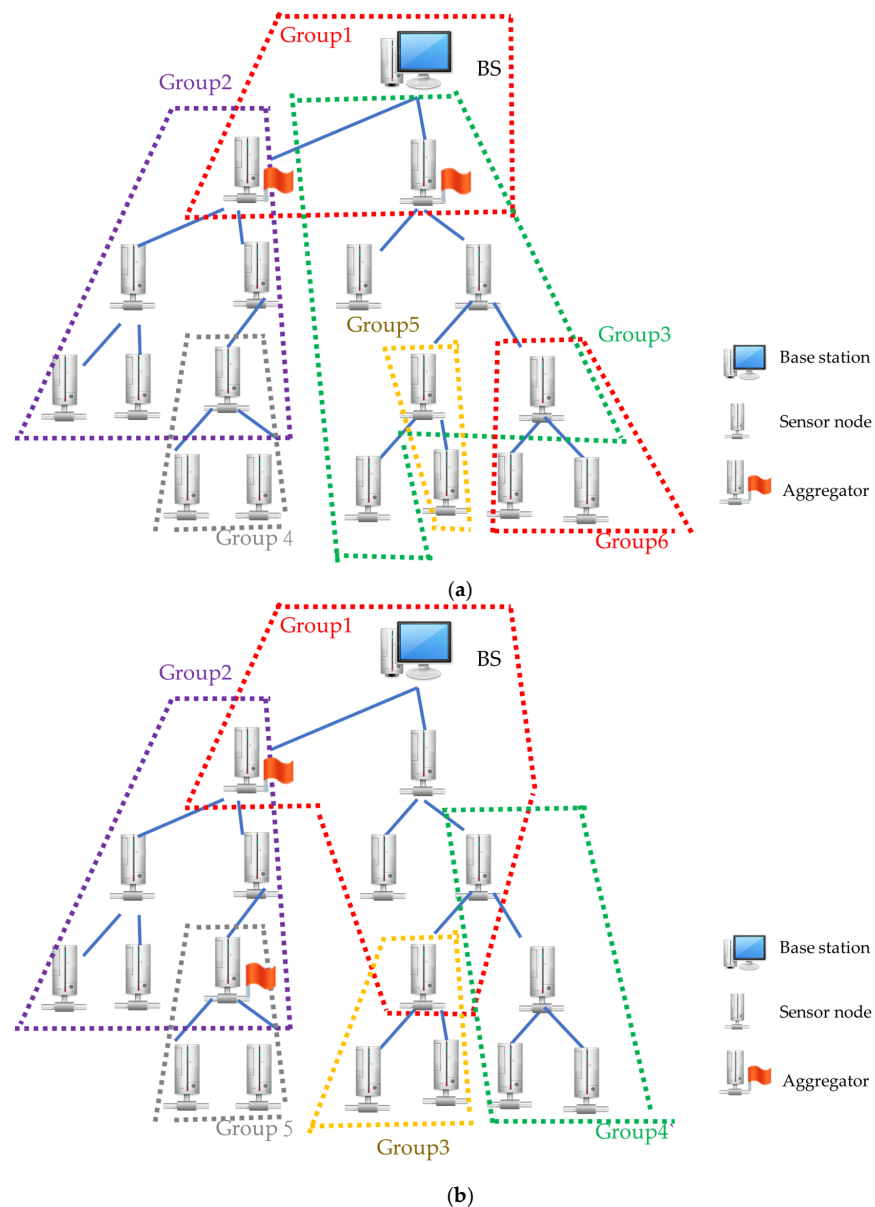 Group1
BS
Group2
Group5
Group3
Base station
Sensor node
Aggregator
Group 4
Group6
(a)
Group1
BS
Group2
Base station
Sensor node
Aggregator
Group 5
Group3
Group4
(b)